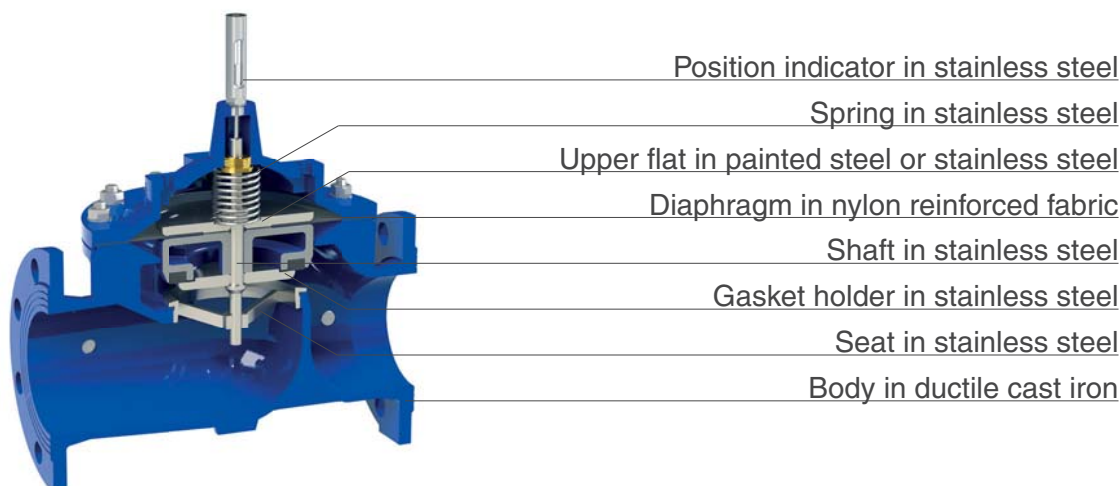 Position indicator in stainless steel
Spring in stainless steel
Upper flat in painted steel or stainless steel
Diaphragm in nylon reinforced fabric
Shaft in stainless steel
Gasket holder in stainless steel
Seat in stainless steel
Body in ductile cast iron